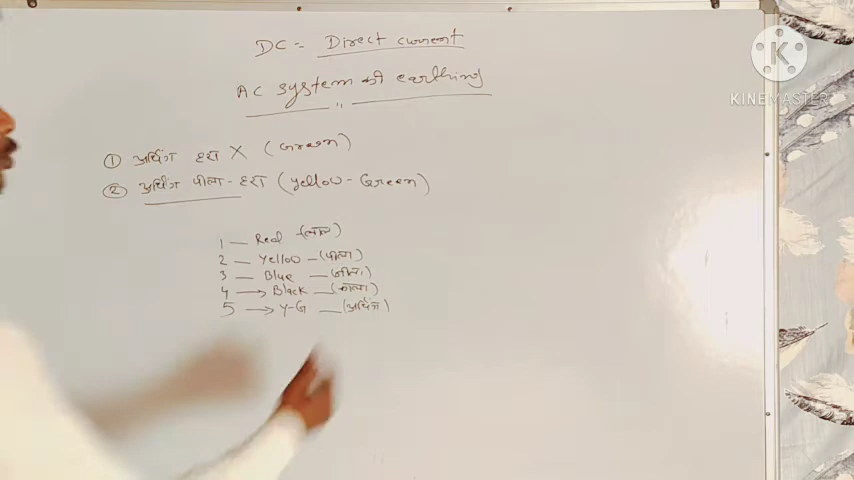 DC = Direct current
AC system की earthing
① अर्थिंग हरा X (Green)
② अर्थिंग पीला - हरा (Yellow - Green)
1 — Red - (लाल)
2 — Yellow - (पीला)
3 — Blue — (नीला)
4 → Black — (काला)
5 → Y-G — (अर्थिंग)
KINEMASTER